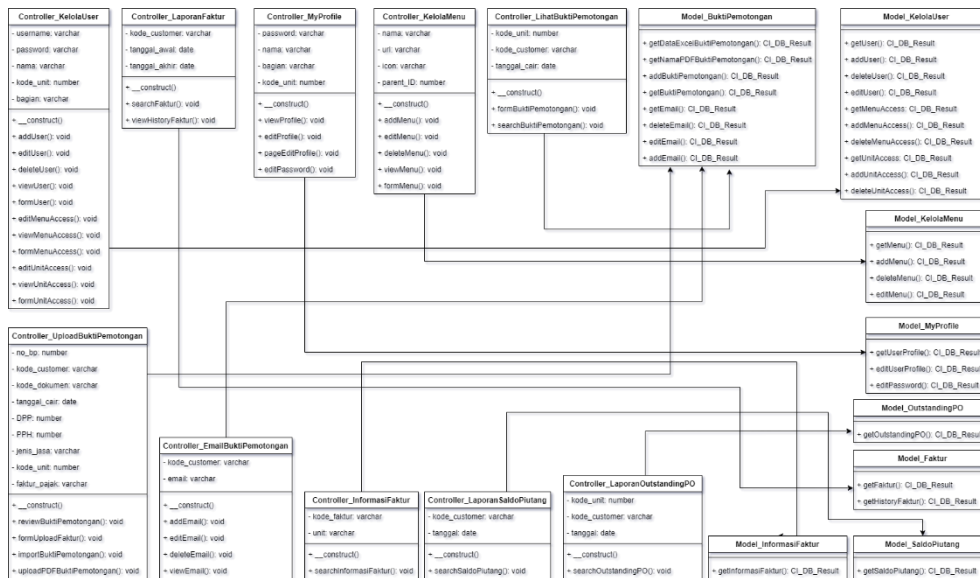 Controller_KelolaUser
- username: varchar
- password: varchar
- nama: varchar
- kode_unit: number
- bagian: varchar
+ __construct()
+ addUser(): void
+ editUser(): void
+ deleteUser(): void
+ viewUser(): void
+ formUser(): void
+ editMenuAccess(): void
+ viewMenuAccess(): void
+ formMenuAccess(): void
+ editUnitAccess(): void
+ viewUnitAccess(): void
+ formUnitAccess(): void
Controller_LaporanFaktur
- kode_customer: varchar
- tanggal_awal: date
- tanggal_akhir: date
+ __construct()
+ searchFaktur(): void
+ viewHistoryFaktur(): void
Controller_MyProfile
- password: varchar
- nama: varchar
- bagian: varchar
- kode_unit: number
+ __construct()
+ viewProfile(): void
+ editProfile(): void
+ pageEditProfile(): void
+ editPassword(): void
Controller_KelolaMenu
- nama: varchar
- url: varchar
- icon: varchar
- parent_ID: number
+ __construct()
+ addMenu(): void
+ editMenu(): void
+ deleteMenu(): void
+ viewMenu(): void
+ formMenu(): void
Controller_LihatBuktiPemotongan
- kode_unit: number
- kode_customer: varchar
- tanggal_cair: date
+ __construct()
+ formBuktiPemotongan(): void
+ searchBuktiPemotongan(): void
Model_BuktiPemotongan
+ getDataExcelBuktiPemotongan(): CI_DB_Result
+ getNamaPDFBuktiPemotongan(): CI_DB_Result
+ addBuktiPemotongan(): CI_DB_Result
+ getBuktiPemotongan(): CI_DB_Result
+ getEmail(): CI_DB_Result
+ deleteEmail(): CI_DB_Result
+ editEmail(): CI_DB_Result
+ addEmail(): CI_DB_Result
Model_KelolaUser
+ getUser(): CI_DB_Result
+ addUser(): CI_DB_Result
+ deleteUser(): CI_DB_Result
+ editUser(): CI_DB_Result
+ getMenuAccess: CI_DB_Result
+ addMenuAccess(): CI_DB_Result
+ deleteMenuAccess(): CI_DB_Result
+ getUnitAccess: CI_DB_Result
+ addUnitAccess(): CI_DB_Result
+ deleteUnitAccess(): CI_DB_Result
Model_KelolaMenu
+ getMenu(): CI_DB_Result
+ addMenu(): CI_DB_Result
+ deleteMenu(): CI_DB_Result
+ editMenu(): CI_DB_Result
Controller_UploadBuktiPemotongan
- no_bp: number
- kode_customer: varchar
- kode_dokumen: varchar
- tanggal_cair: date
- DPP: number
- PPH: number
- jenis_jasa: varchar
- kode_unit: number
- faktur_pajak: varchar
+ __construct()
+ reviewBuktiPemotongan(): void
+ formUploadFaktur(): void
+ importBuktiPemotongan(): void
+ uploadPDFBuktiPemotongan(): void
Controller_EmailBuktiPemotongan
- kode_customer: varchar
- email: varchar
+ __construct()
+ addEmail(): void
+ editEmail(): void
+ deleteEmail(): void
+ viewEmail(): void
Controller_InformasiFaktur
- kode_faktur: varchar
- unit: varchar
+ __construct()
+ searchInformasiFaktur(): void
Controller_LaporanSaldoPiutang
- kode_customer: varchar
- tanggal: date
+ __construct()
+ searchSaldoPiutang(): void
Controller_LaporanOutstandingPO
- kode_unit: number
- kode_customer: varchar
- tanggal: date
+ __construct()
+ searchOutstandingPO(): void
Model_MyProfile
+ getUserProfile(): CI_DB_Result
+ editUserProfile(): CI_DB_Result
+ editPassword(): CI_DB_Result
Model_OutstandingPO
+ getOutstandingPO(): CI_DB_Resul
Model_Faktur
+ getFaktur(): CI_DB_Result
+ getHistoryFaktur(): CI_DB_Result
Model_InformasiFaktur
+ getInformasiFaktur(): CI_DB_Result
Model_SaldoPiutang
+ getSaldoPiutang(): CI_DB_Result